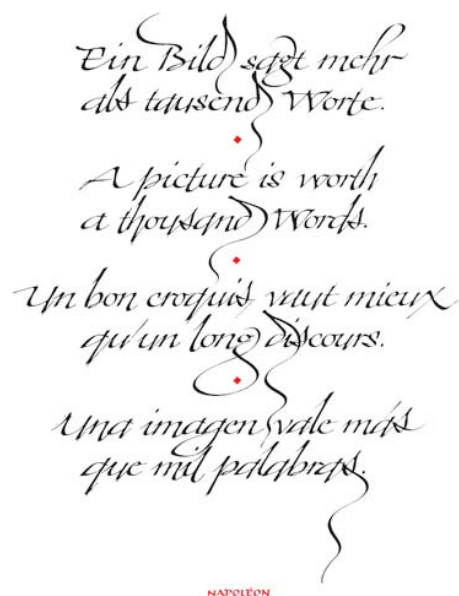 Ein Bild sagt mehr
als tausend Worte.
A picture is worth
a thousand Words.
Un bon croquis vaut mieux
qu'un long discours.
Una imagen vale más
que mil palabras.
NAPOLÉON